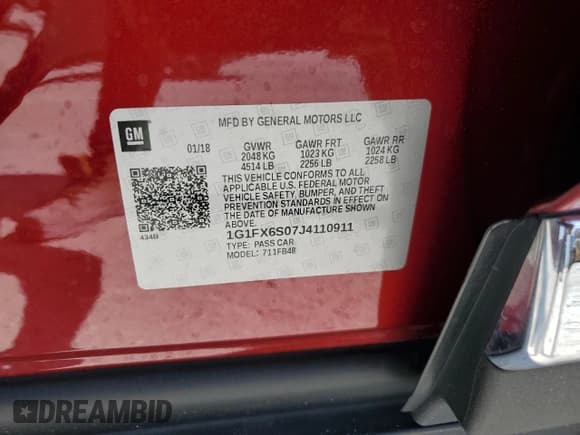 GM
MFD BY GENERAL MOTORS LLC
01/18 GVWR GAWR FRT GAWR RR
2048 KG 1023 KG 1024 KG
4514 LB 2256 LB 2258 LB
THIS VEHICLE CONFORMS TO ALL
APPLICABLE U.S. FEDERAL MOTOR
VEHICLE SAFETY, BUMPER, AND THEFT
PREVENTION STANDARDS IN EFFECT ON
THE DATE OF MANUFACTURE SHOWN
ABOVE.
434B
1G1FX6S07J4110911
TYPE: PASS CAR
MODEL: 711FB48
DREAMBID